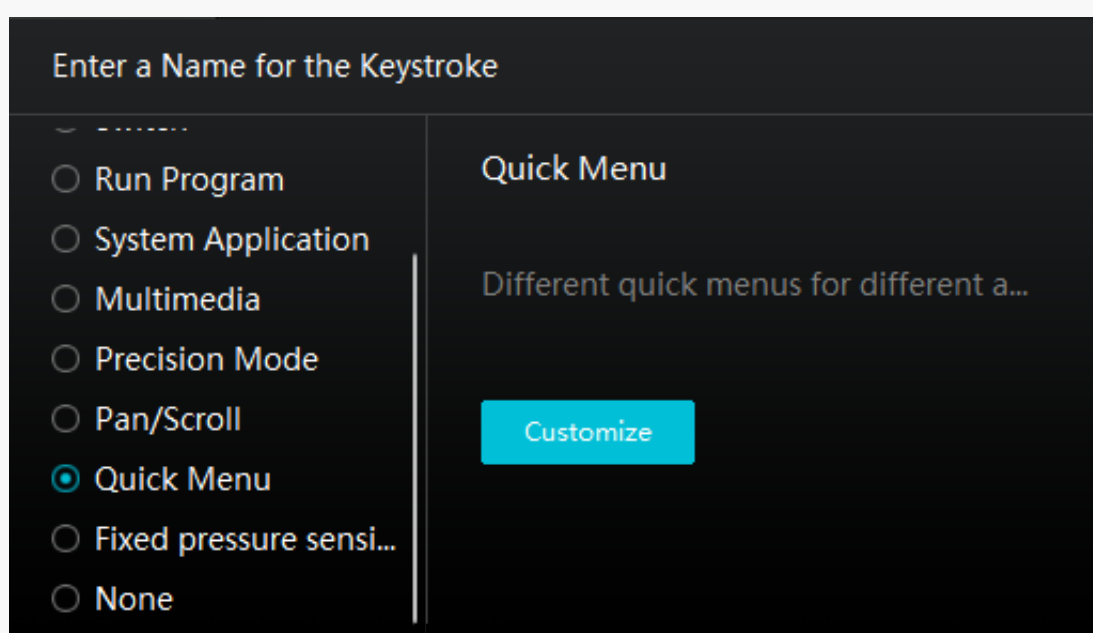 Enter a Name for the Keystroke
Run Program
System Application
Multimedia
Precision Mode
Pan/Scroll
Quick Menu
Fixed pressure sensi...
None
Quick Menu
Different quick menus for different a...
Customize